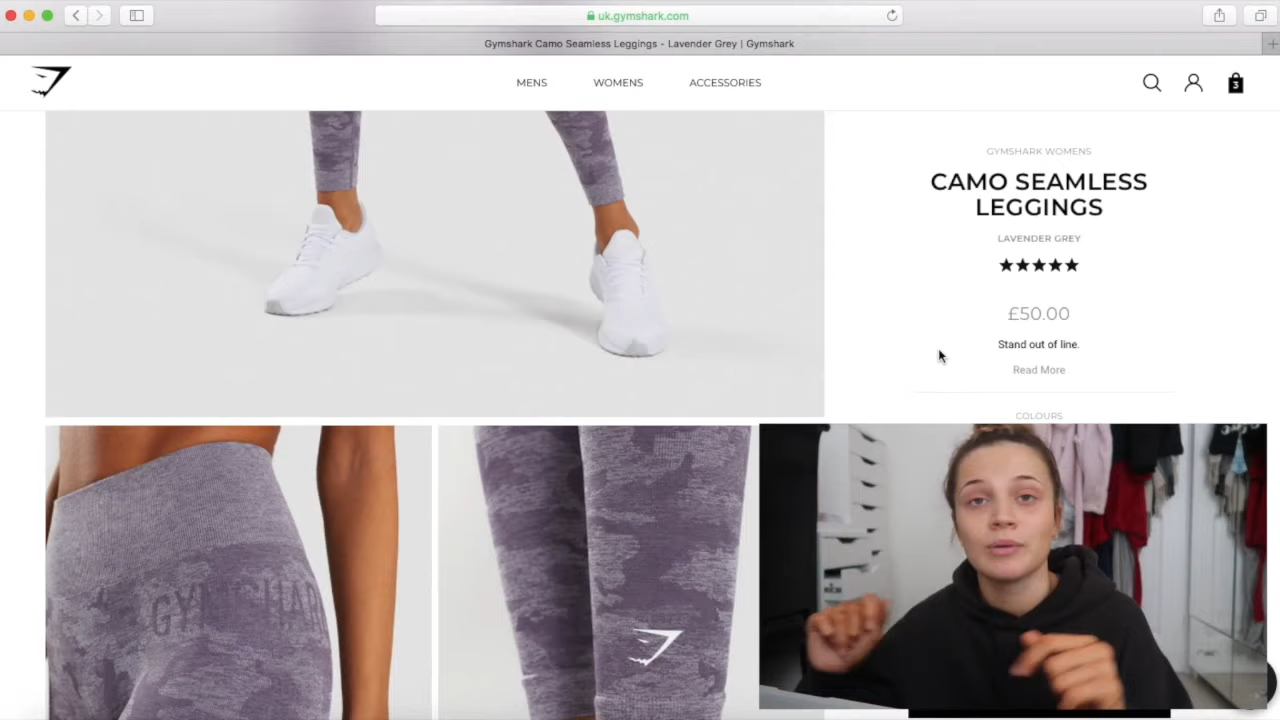 uk.gymshark.com
Gymshark Camo Seamless Leggings - Lavender Grey | Gymshark
MENS WOMENS ACCESSORIES
3
GYMSHARK WOMENS
CAMO SEAMLESS
LEGGINGS
LAVENDER GREY
£50.00
Stand out of line.
Read More
COLOURS